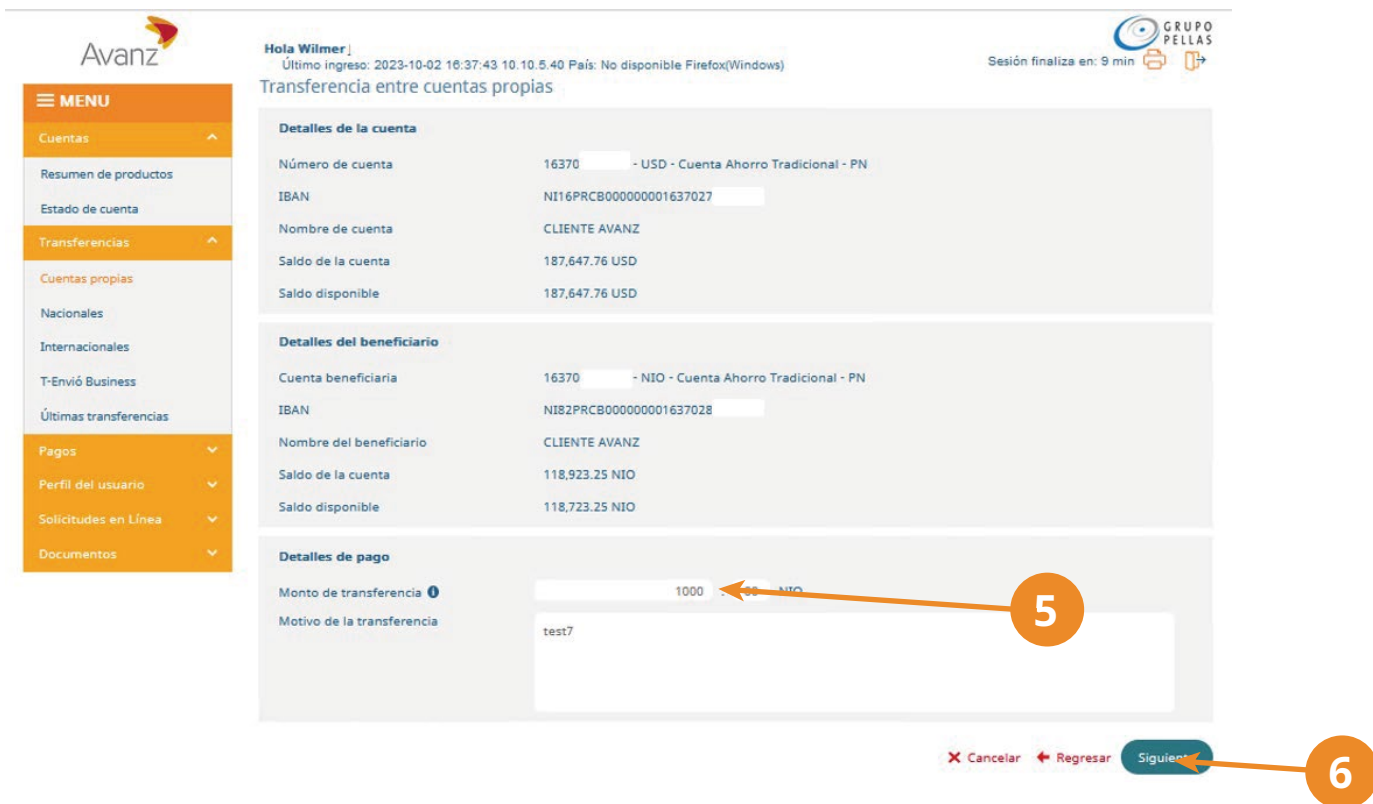 Avanz
GRUPO
PELLAS
Hola Wilmer
Último ingreso: 2023-10-02 16:37:43 10.10.5.40 País: No disponible Firefox(Windows)
Sesión finaliza en: 9 min
Transferencia entre cuentas propias
MENU
Cuentas
Resumen de productos
Estado de cuenta
Transferencias
Cuentas propias
Nacionales
Internacionales
T-Envió Business
Últimas transferencias
Pagos
Perfil del usuario
Solicitudes en Línea
Documentos
Detalles de la cuenta
Número de cuenta 16370 - USD - Cuenta Ahorro Tradicional - PN
IBAN NI16PRCB000000001637027
Nombre de cuenta CLIENTE AVANZ
Saldo de la cuenta 187,647.76 USD
Saldo disponible 187,647.76 USD
Detalles del beneficiario
Cuenta beneficiaria 16370 - NIO - Cuenta Ahorro Tradicional - PN
IBAN NI82PRCB000000001637028
Nombre del beneficiario CLIENTE AVANZ
Saldo de la cuenta 118,923.25 NIO
Saldo disponible 118,723.25 NIO
Detalles de pago
Monto de transferencia 1000 NIO
5
Motivo de la transferencia test7
Cancelar Regresar Siguiente
6